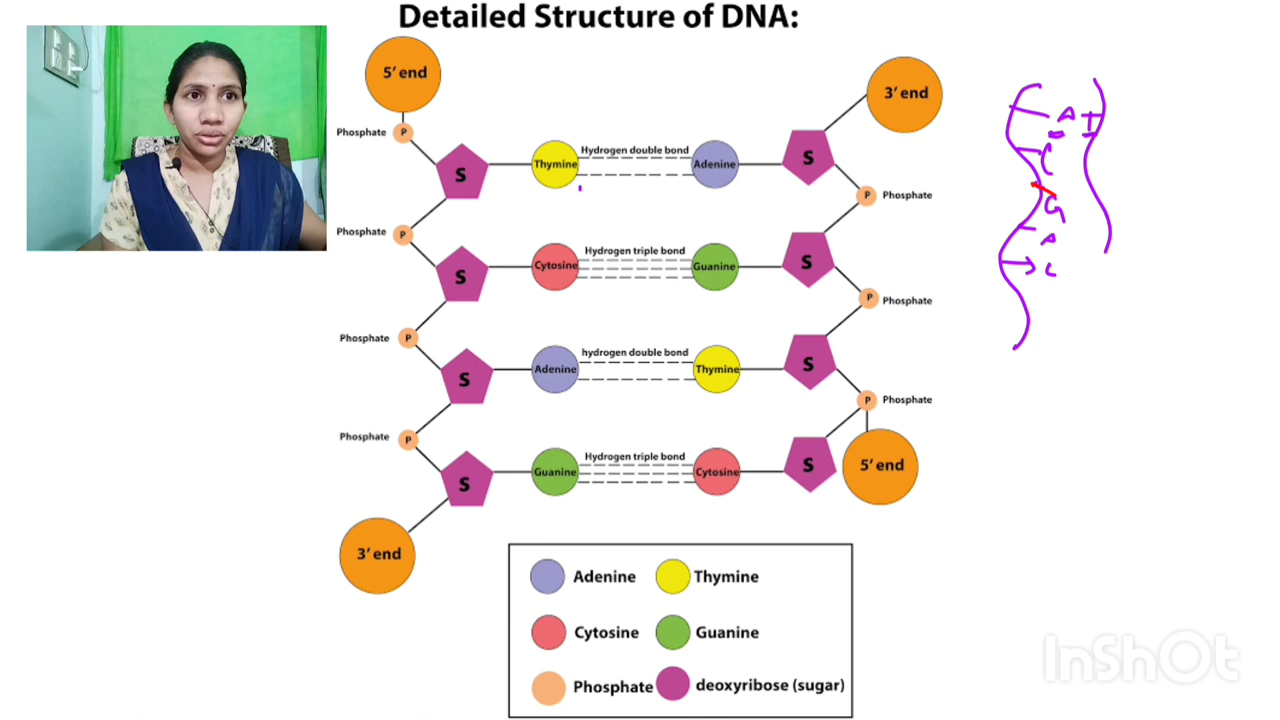 Detailed Structure of DNA:
5' end
3' end
Phosphate P
S Thymine Hydrogen double bond Adenine S
P Phosphate
Phosphate P
S Cytosine Hydrogen triple bond Guanine S
P Phosphate
Phosphate P
S Adenine hydrogen double bond Thymine S
P Phosphate
Phosphate P
S Guanine Hydrogen triple bond Cytosine S
5' end
3' end
Adenine Thymine
Cytosine Guanine
Phosphate deoxyribose (sugar)
A T
C
G
A
C
InShOt